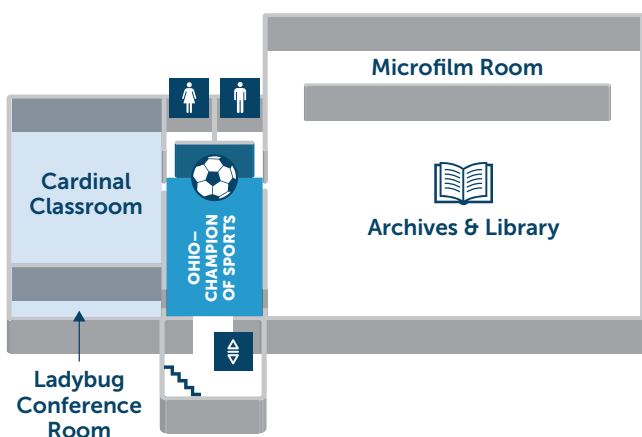 Microfilm Room
Cardinal
Classroom
OHIO–
CHAMPION
OF SPORTS
Archives & Library
Ladybug
Conference
Room